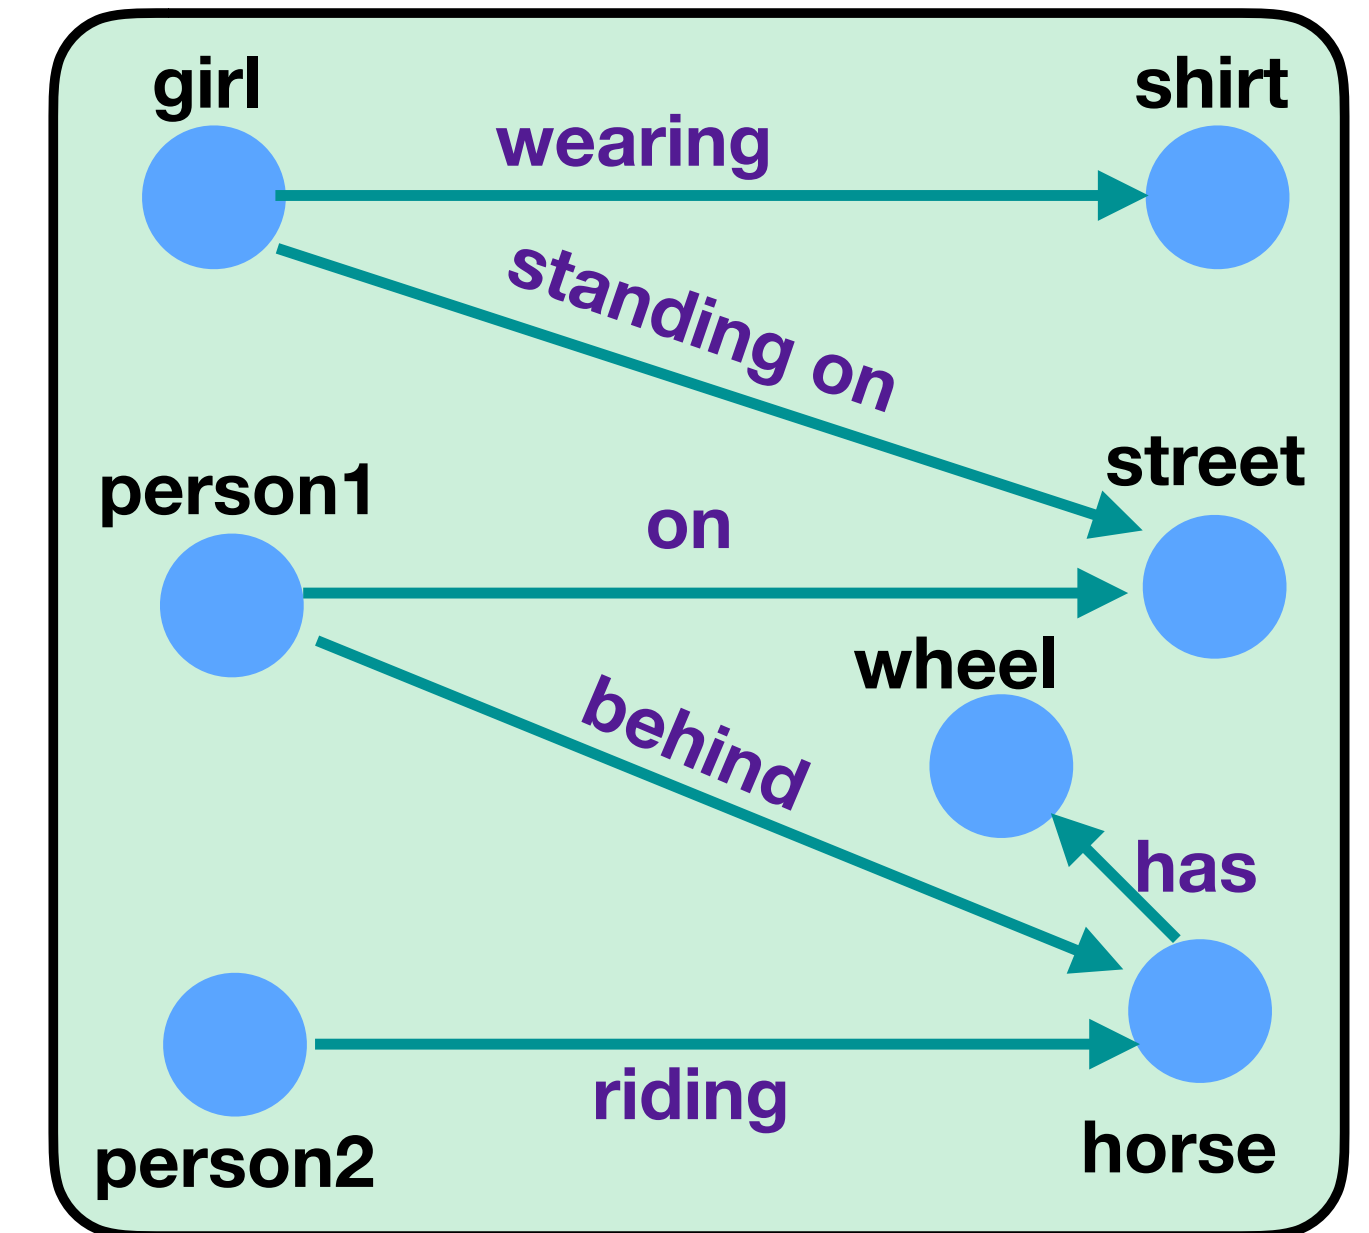 girl
shirt
wearing
standing on
street
person1
on
wheel
behind
has
riding
horse
person2